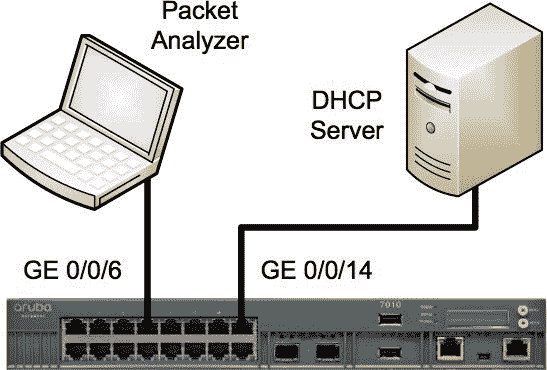 Packet
Analyzer
DHCP
Server
GE 0/0/6
GE 0/0/14
aruba
7010